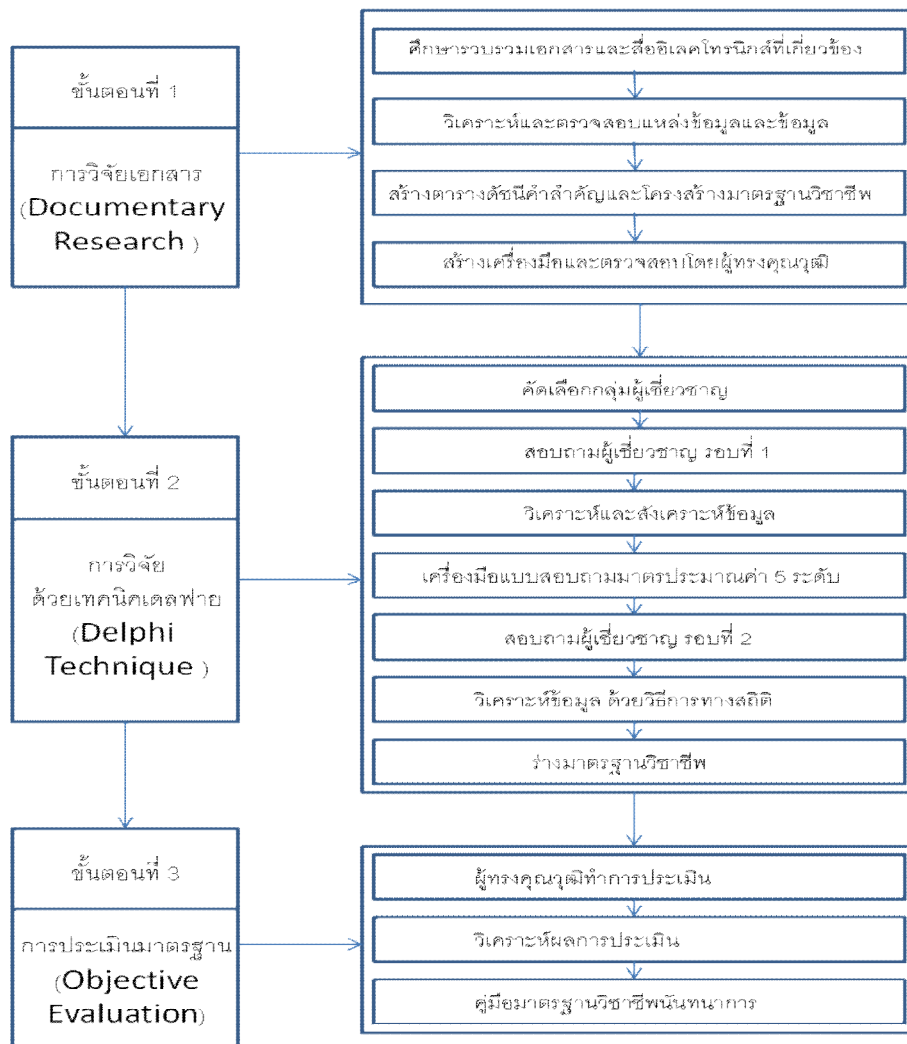 ขั้นตอนที่ 1
การวิจัยเอกสาร
(Documentary
Research )
ศึกษารวบรวมเอกสารและสื่ออิเลคโทรนิกส์ที่เกี่ยวข้อง
วิเคราะห์และตรวจสอบแหล่งข้อมูลและข้อมูล
สร้างตารางดัชนีคำสำคัญและโครงสร้างมาตรฐานวิชาชีพ
สร้างเครื่องมือและตรวจสอบโดยผู้ทรงคุณวุฒิ
ขั้นตอนที่ 2
การวิจัย
ด้วยเทคนิคเดลฟาย
(Delphi
Technique )
คัดเลือกกลุ่มผู้เชี่ยวชาญ
สอบถามผู้เชี่ยวชาญ รอบที่ 1
วิเคราะห์และสังเคราะห์ข้อมูล
เครื่องมือแบบสอบถามมาตรประมาณค่า 5 ระดับ
สอบถามผู้เชี่ยวชาญ รอบที่ 2
วิเคราะห์ข้อมูล ด้วยวิธีการทางสถิติ
ร่างมาตรฐานวิชาชีพ
ขั้นตอนที่ 3
การประเมินมาตรฐาน
(Objective
Evaluation)
ผู้ทรงคุณวุฒิทำการประเมิน
วิเคราะห์ผลการประเมิน
คู่มือมาตรฐานวิชาชีพนันทนาการ